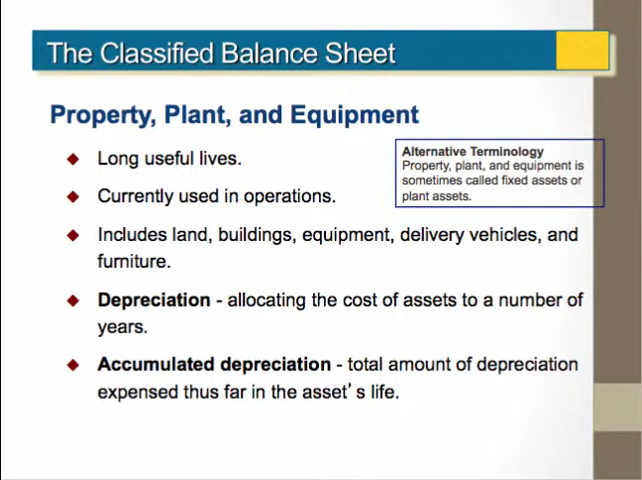 The Classified Balance Sheet
Property, Plant, and Equipment
Alternative Terminology
Property, plant, and equipment is
sometimes called fixed assets or
plant assets.
◆ Long useful lives.
◆ Currently used in operations.
◆ Includes land, buildings, equipment, delivery vehicles, and
furniture.
◆ Depreciation - allocating the cost of assets to a number of
years.
◆ Accumulated depreciation - total amount of depreciation
expensed thus far in the asset’s life.